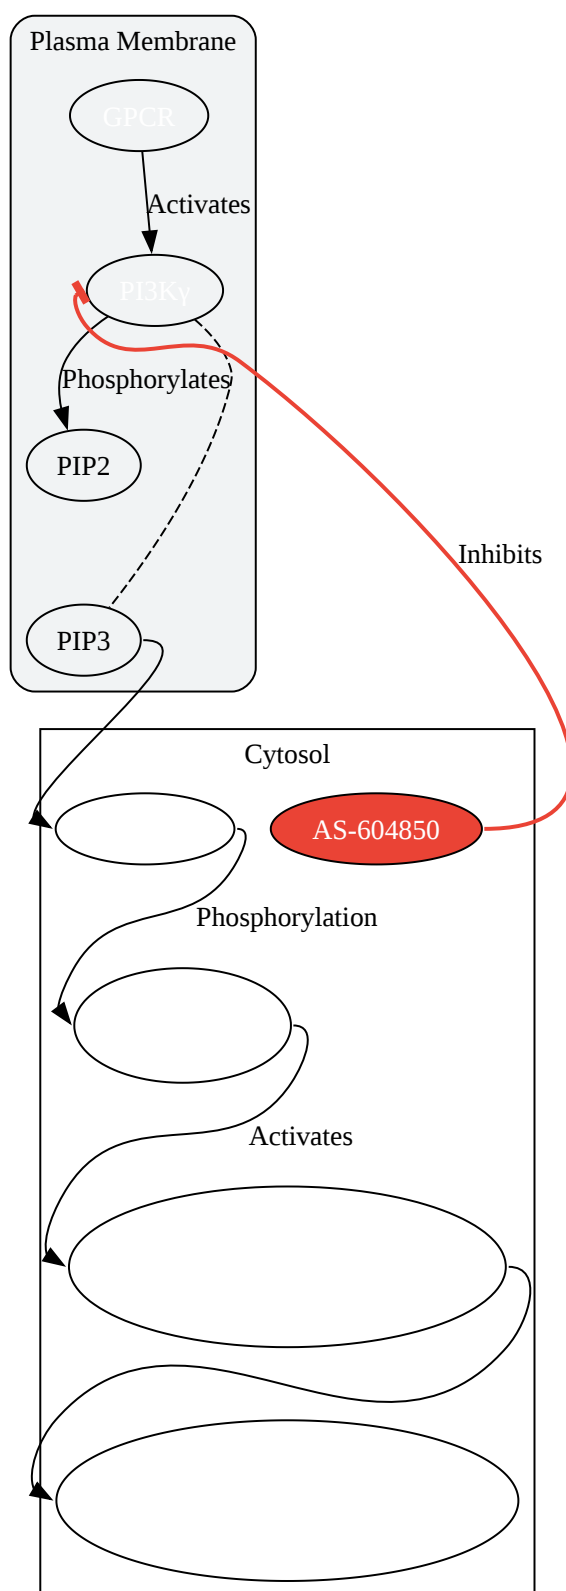 Plasma Membrane
GPCR
Activates
PI3Kγ
Phosphorylates
PIP2
Inhibits
PIP3
Cytosol
AS-604850
Phosphorylation
Activates